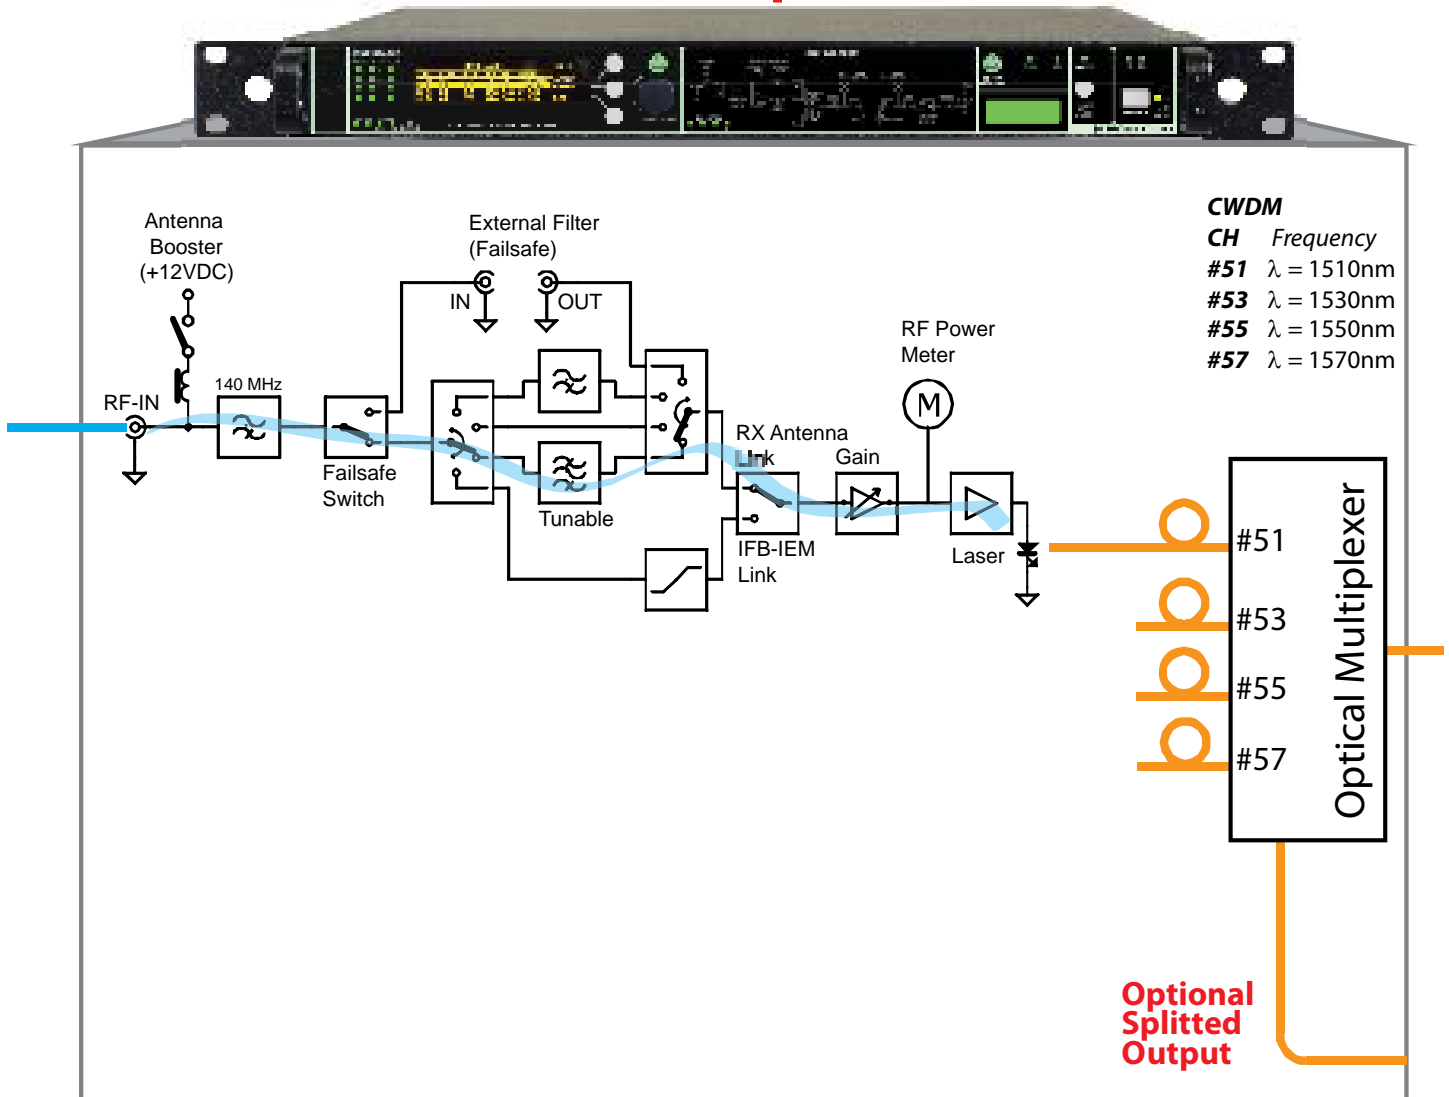 Antenna
Booster
(+12VDC)
External Filter
(Failsafe)
IN
OUT
CWDM
CH Frequency
#51 λ = 1510nm
#53 λ = 1530nm
#55 λ = 1550nm
#57 λ = 1570nm
RF Power
Meter
M
140 MHz
RF-IN
Failsafe
Switch
Tunable
RX Antenna
Link
Gain
IFB-IEM
Link
Laser
#51
#53
#55
#57
Optical Multiplexer
Optional
Splitted
Output